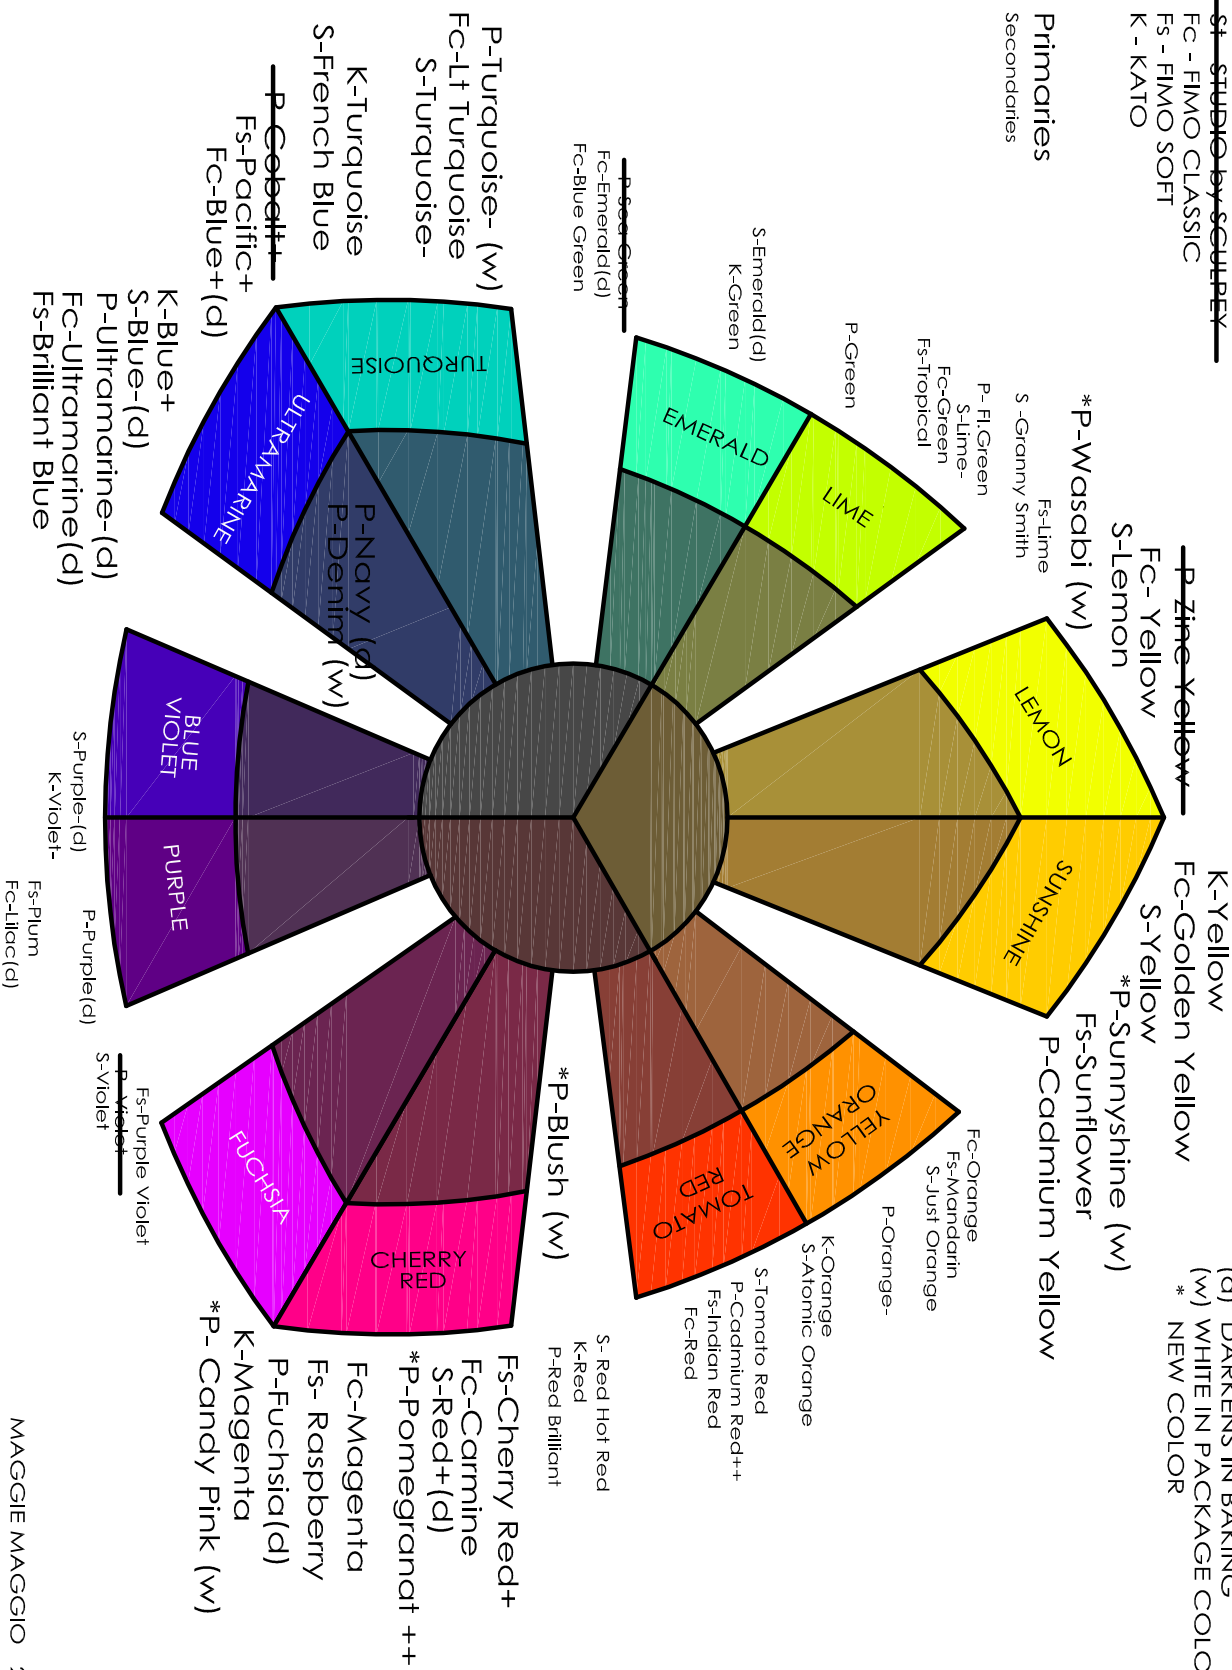 St - STUDIO by SCULPEY
Fc - FIMO CLASSIC
Fs - FIMO SOFT
K - KATO
Primaries
Secondaries
(d) DARKENS IN BAKING
(w) WHITE IN PACKAGE COLO
* NEW COLOR
P-Zinc Yellow
Fc- Yellow
S-Lemon
*P-Wasabi (w)
Fs-Lime
S -Granny Smith
P- Fl.Green
S-Lime-
Fc-Green
Fs-Tropical
P-Green
S-Emerald(d)
K-Green
P-Sea Green
Fc-Emerald(d)
Fc-Blue Green
P-Turquoise- (w)
Fc-Lt Turquoise
S-Turquoise-
K-Turquoise
S-French Blue
P-Cobalt+
Fs-Pacific+
Fc-Blue+(d)
K-Blue+
S-Blue-(d)
P-Ultramarine-(d)
Fc-Ultramarine(d)
Fs-Brilliant Blue
P-Navy (d)
P-Denim (w)
K-Yellow
Fc-Golden Yellow
S-Yellow
*P-Sunnyshine (w)
Fs-Sunflower
P-Cadmium Yellow
Fc-Orange
Fs-Mandarin
S-Just Orange
P-Orange-
K-Orange
S-Atomic Orange
S-Tomato Red
P-Cadmium Red++
Fs-Indian Red
Fc-Red
S- Red Hot Red
K-Red
P-Red Brilliant
*P-Blush (w)
Fs-Cherry Red+
Fc-Carmine
S-Red+(d)
*P-Pomegranat ++
Fc-Magenta
Fs- Raspberry
P-Fuchsia(d)
K-Magenta
*P- Candy Pink (w)
Fs-Purple Violet
P-Violet
S-Violet
P-Purple(d)
Fs-Plum
Fc-Lilac(d)
S-Purple-(d)
K-Violet-
LEMON
SUNSHINE
YELLOW
ORANGE
TOMATO
RED
CHERRY
RED
FUCHSIA
PURPLE
BLUE
VIOLET
ULTRAMARINE
TURQUOISE
EMERALD
LIME
MAGGIE MAGGIO